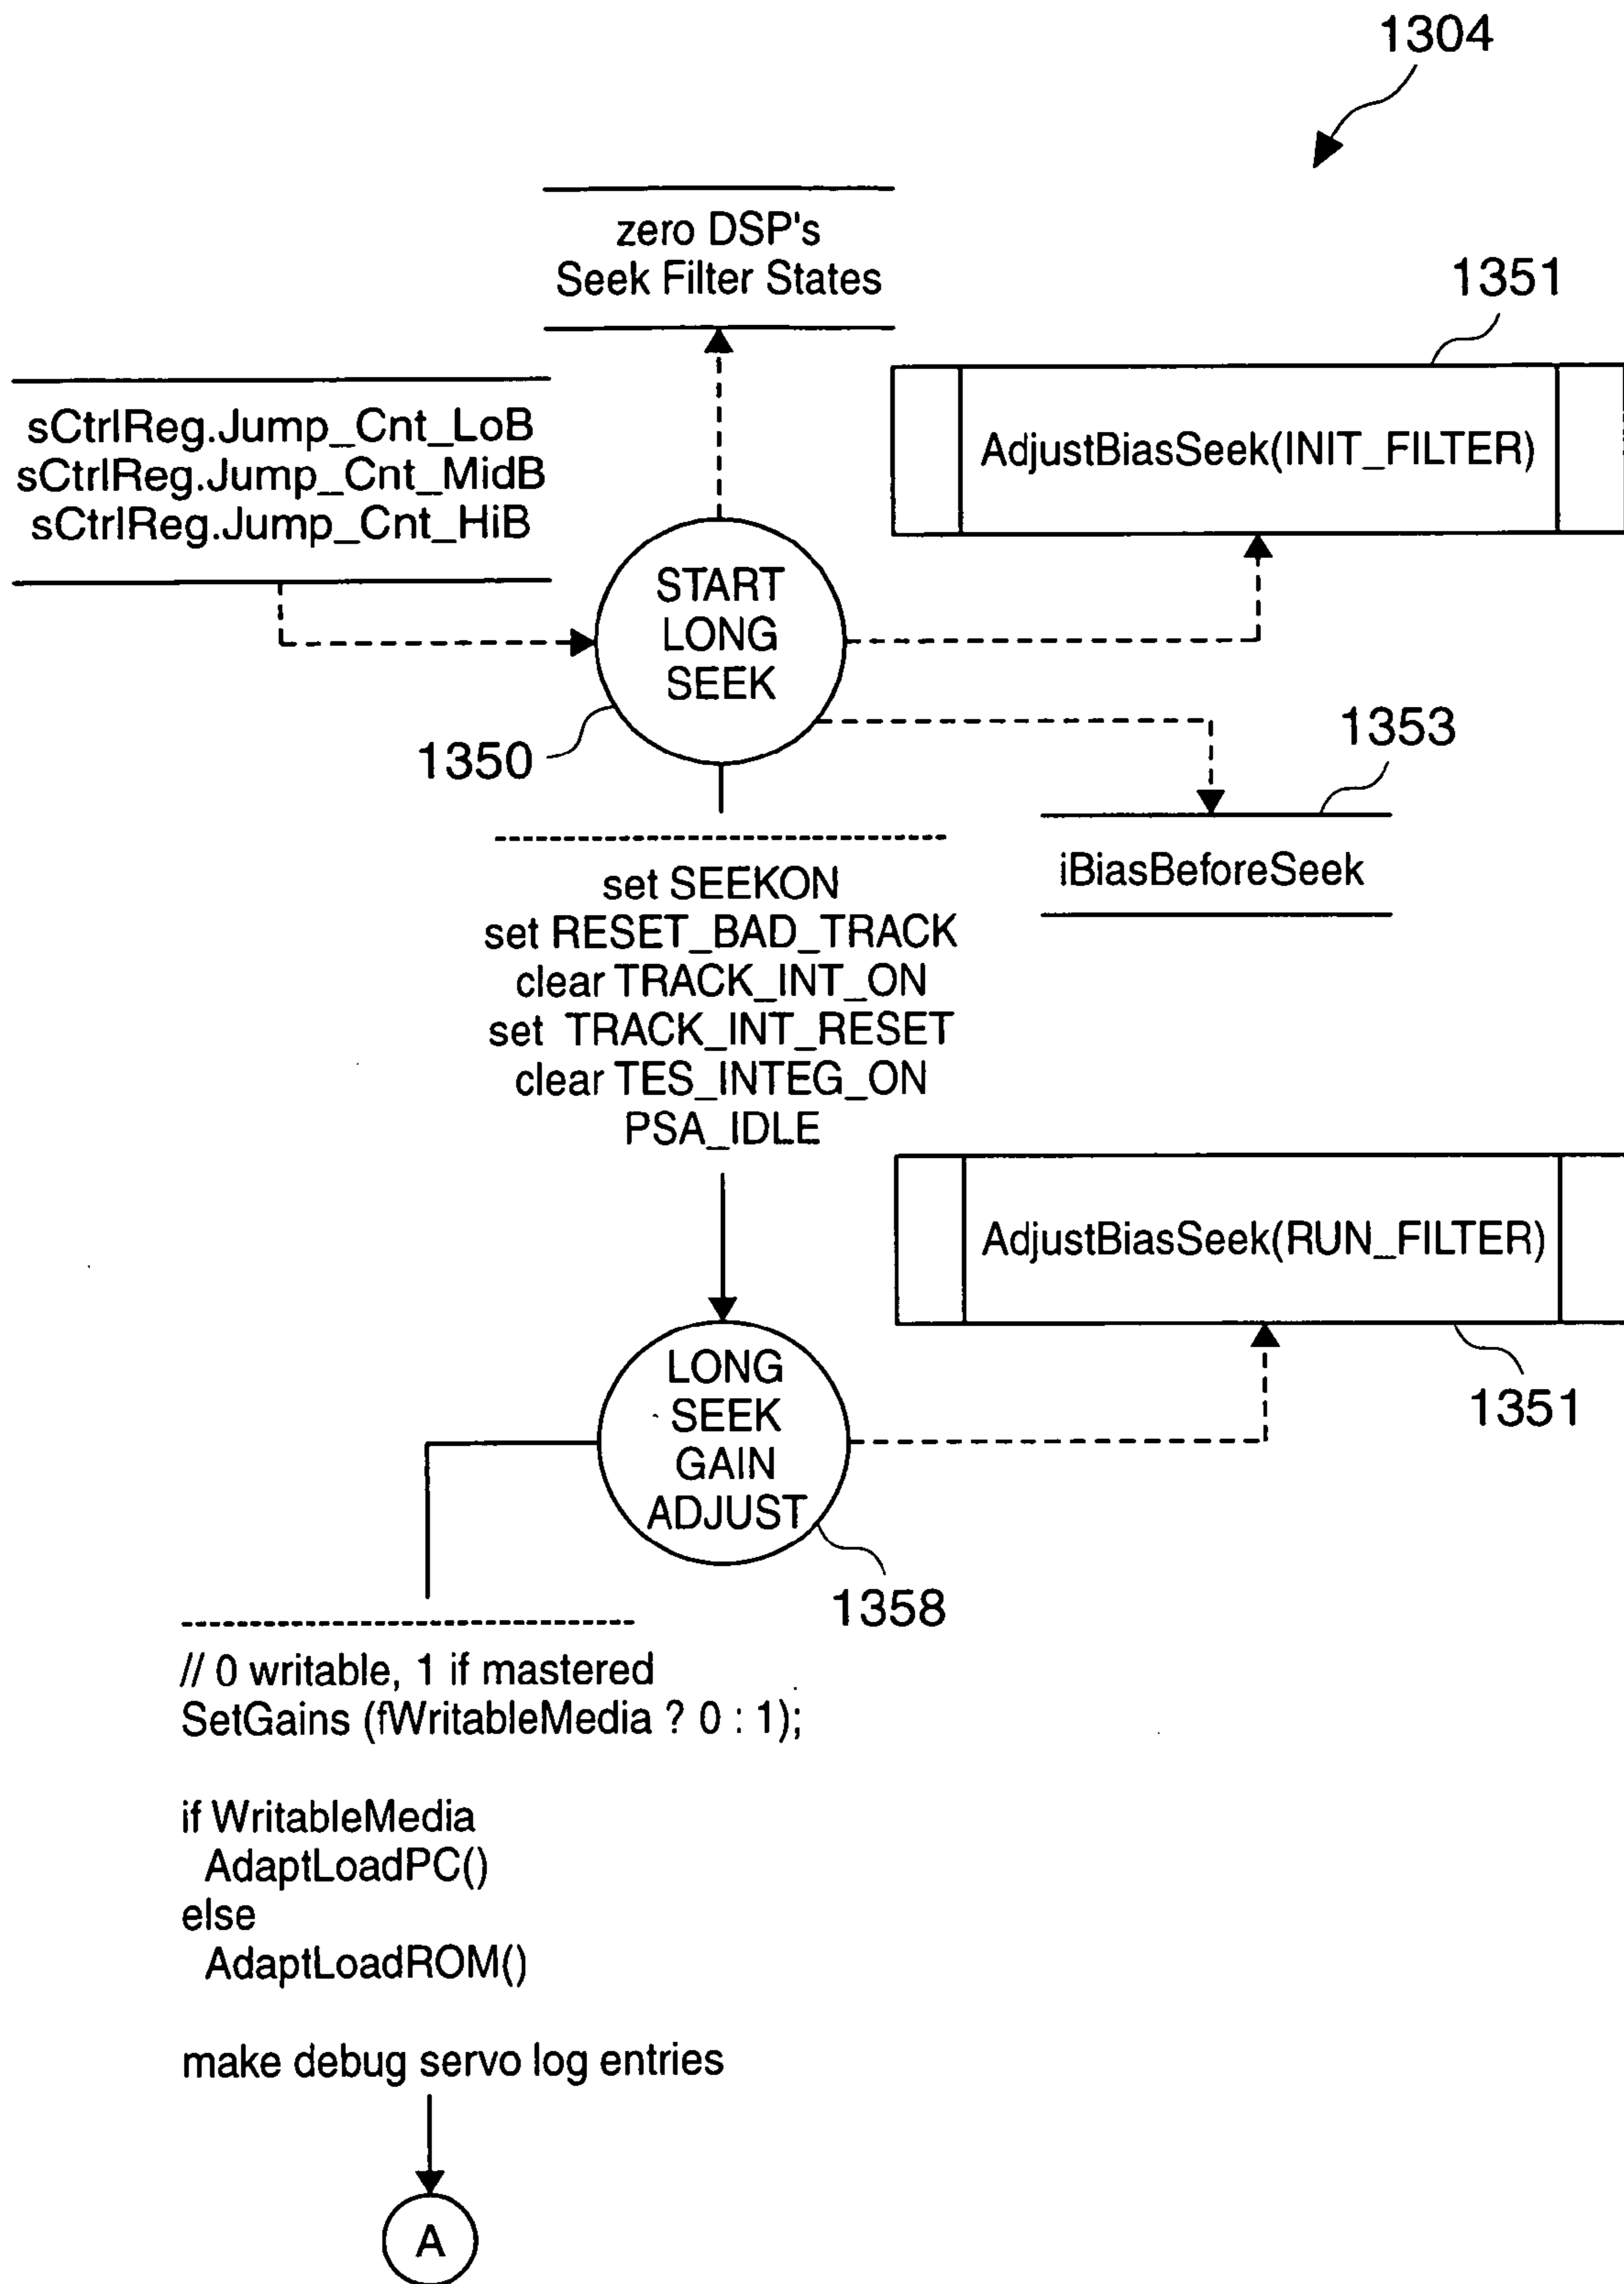 1304
zero DSP's
Seek Filter States
1351
sCtrlReg.Jump_Cnt_LoB
sCtrlReg.Jump_Cnt_MidB
sCtrlReg.Jump_Cnt_HiB
AdjustBiasSeek(INIT_FILTER)
START
LONG
SEEK
1350
1353
iBiasBeforeSeek
set SEEKON
set RESET_BAD_TRACK
clear TRACK_INT_ON
set TRACK_INT_RESET
clear TES_INTEG_ON
PSA_IDLE
AdjustBiasSeek(RUN_FILTER)
1351
LONG
SEEK
GAIN
ADJUST
1358
// 0 writable, 1 if mastered
SetGains (fWritableMedia ? 0 : 1);
if WritableMedia
AdaptLoadPC()
else
AdaptLoadROM()
make debug servo log entries
A